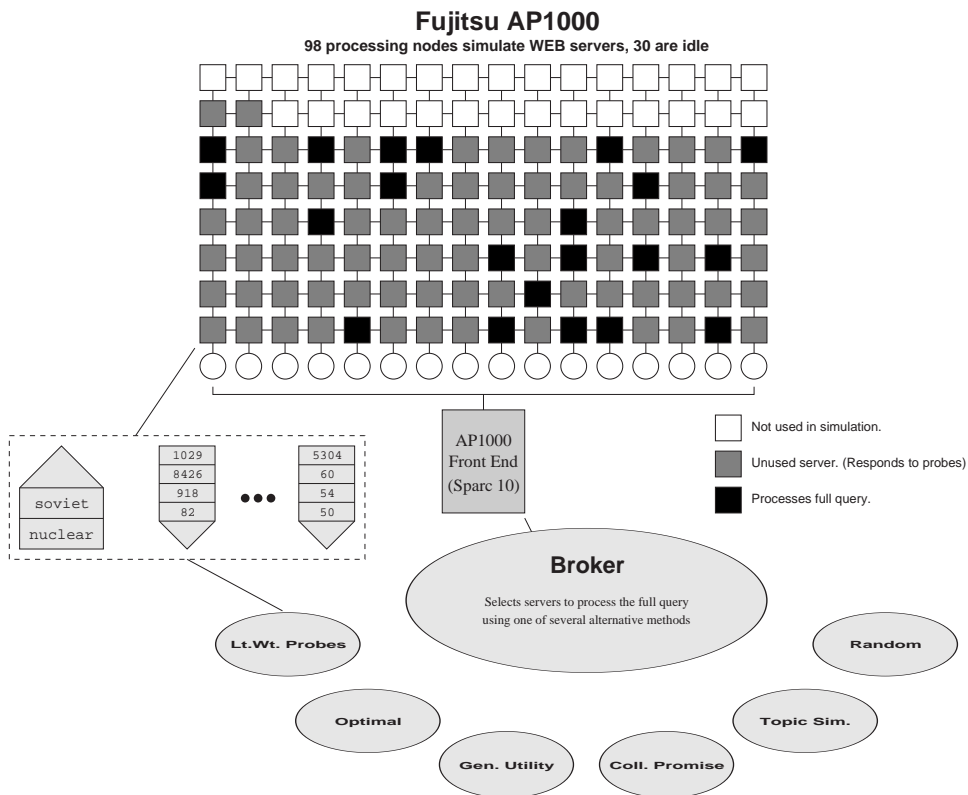 Fujitsu AP1000
98 processing nodes simulate WEB servers, 30 are idle
AP1000
Front End
(Sparc 10)
Not used in simulation.
Unused server. (Responds to probes)
Processes full query.
soviet
nuclear
1029
8426
918
82
5304
60
54
50
Broker
Selects servers to process the full query
using one of several alternative methods
Lt.Wt. Probes
Optimal
Gen. Utility
Coll. Promise
Topic Sim.
Random